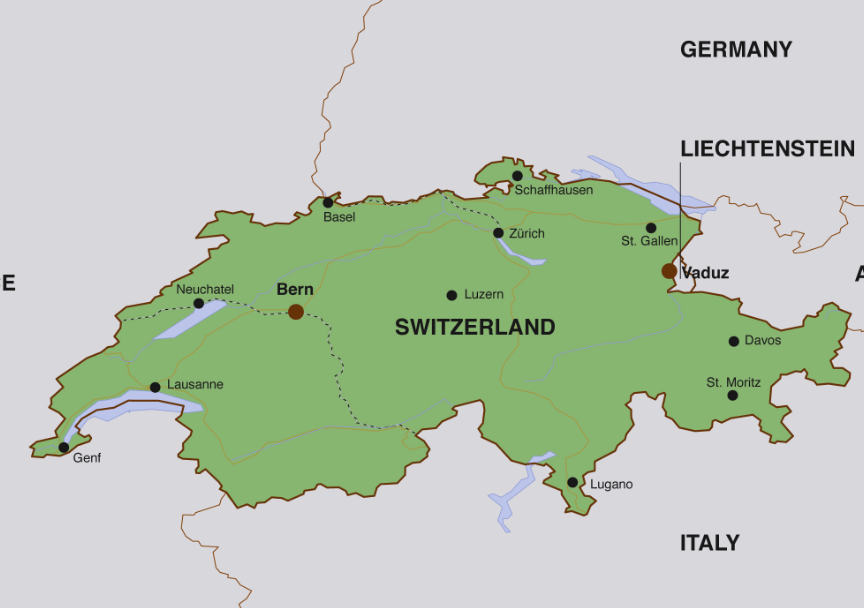 GERMANY
LIECHTENSTEIN
Schaffhausen
Basel
Zürich
St. Gallen
Vaduz
E
A
Neuchatel
Bern
Luzern
SWITZERLAND
Davos
Lausanne
St. Moritz
Genf
Lugano
ITALY